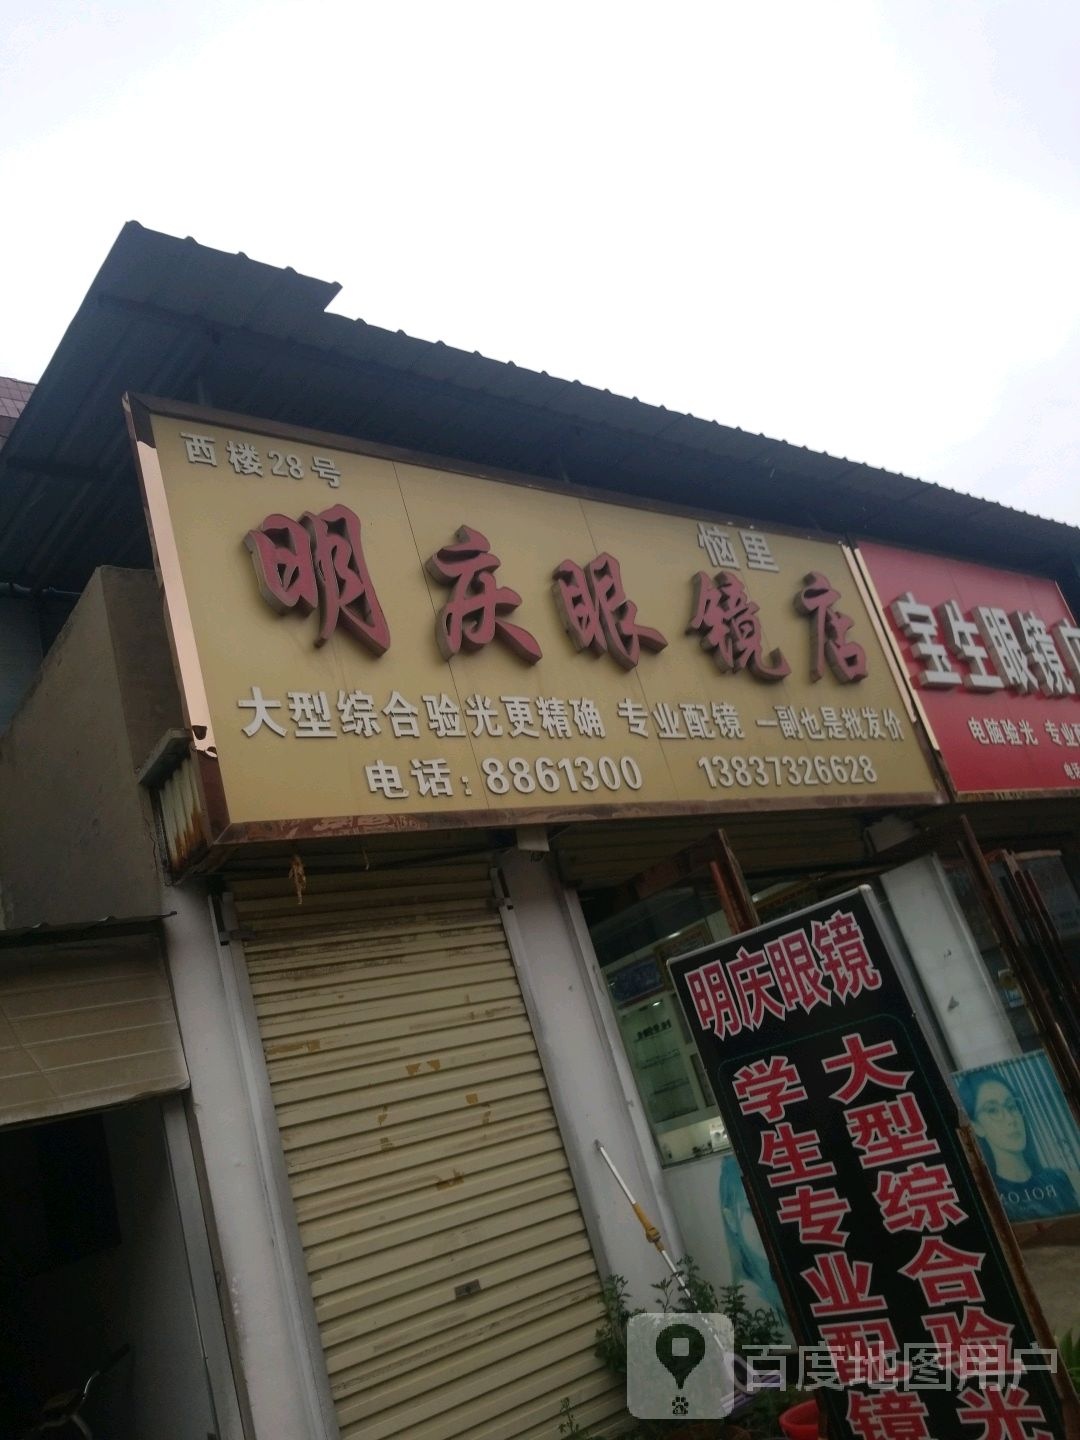 西楼28号
恼里
明庆眼镜店
大型综合验光更精确 专业配镜 一副也是批发价
电话：8861300 13837326628
宝生眼镜
电脑验光 专业
明庆眼镜
大型综合验光
学生专业配镜
百度地图用户